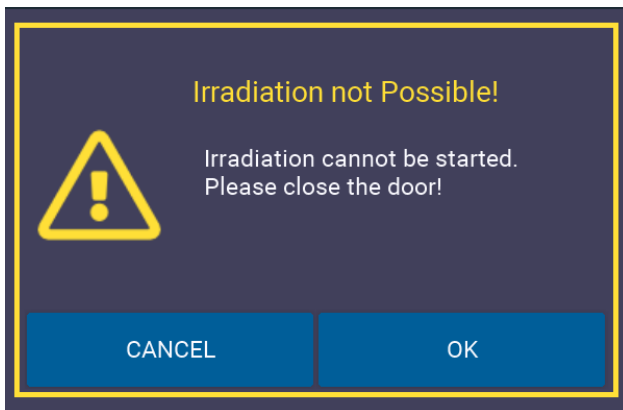 Irradiation not Possible!
Irradiation cannot be started.
Please close the door!
CANCEL
OK